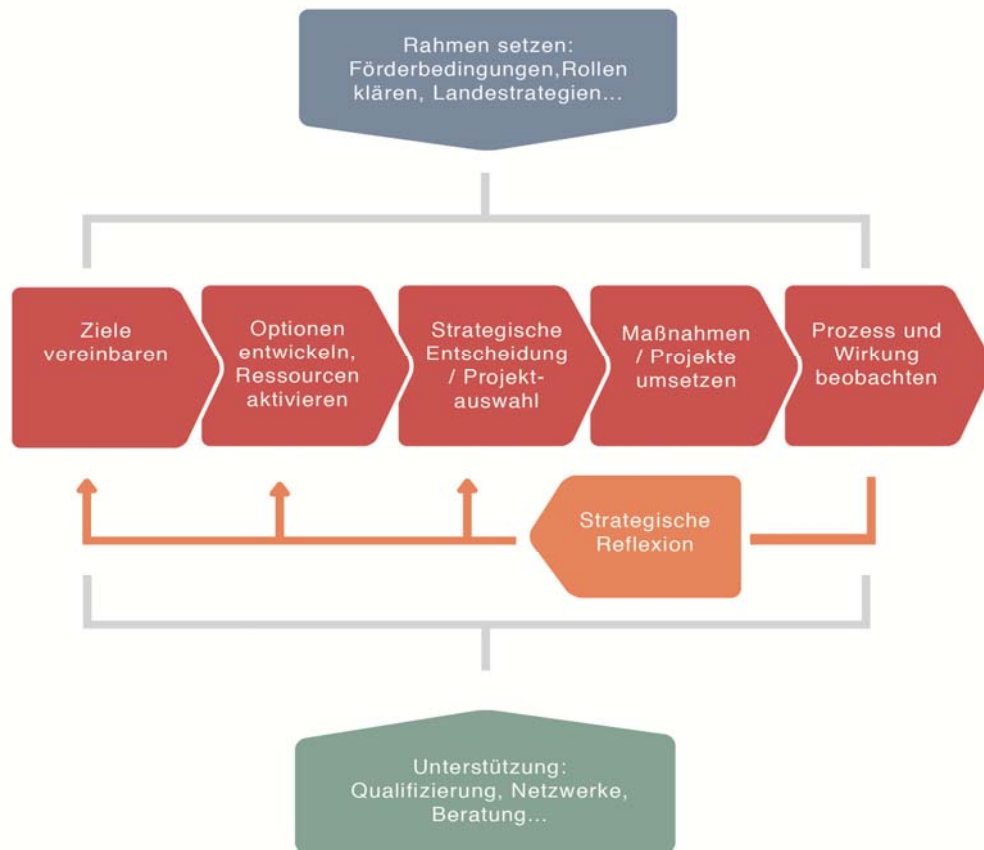 Rahmen setzen:
Förderbedingungen,Rollen
klären, Landestrategien...
Ziele
vereinbaren
Optionen
entwickeln,
Ressourcen
aktivieren
Strategische
Entscheidung
/ Projekt-
auswahl
Maßnahmen
/ Projekte
umsetzen
Prozess und
Wirkung
beobachten
Strategische
Reflexion
Unterstützung:
Qualifizierung, Netzwerke,
Beratung...